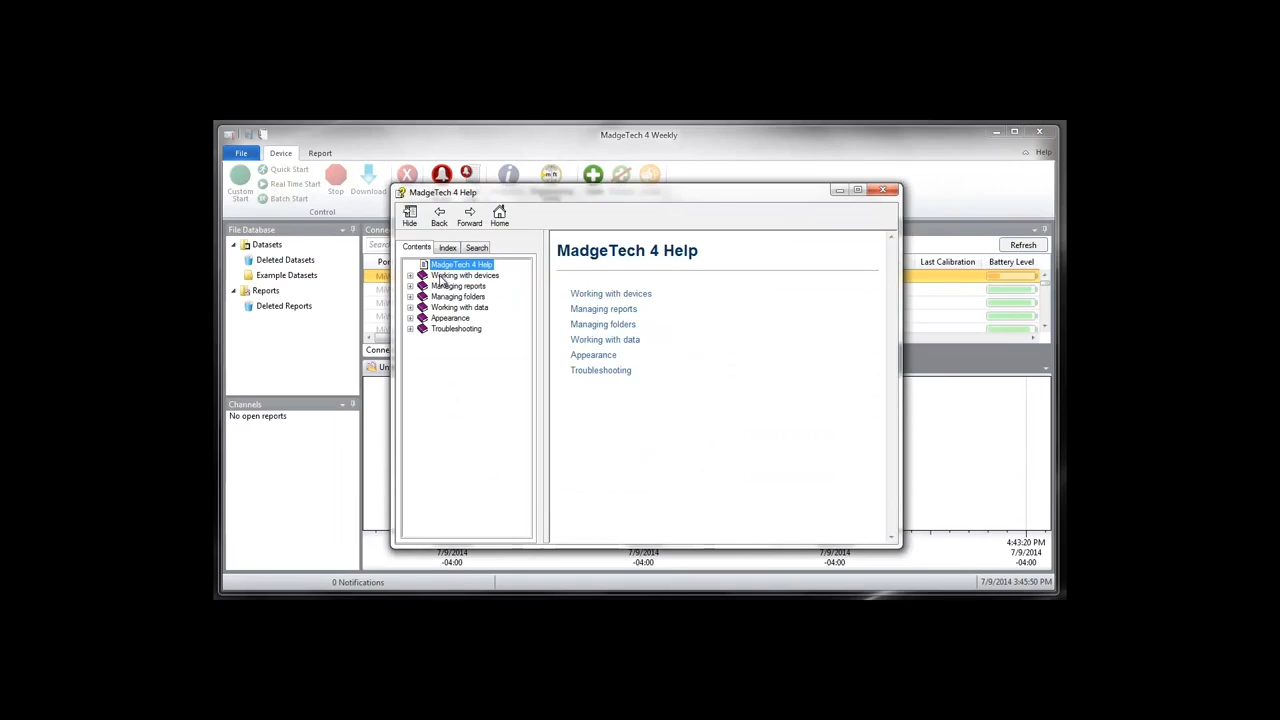 MadgeTech 4 Weekly
File
Device
Report
Help
Custom Start
Quick Start
Real Time Start
Batch Start
Stop
Download
Control
File Database
Datasets
Deleted Datasets
Example Datasets
Reports
Deleted Reports
Channels
No open reports
Refresh
Last Calibration
Battery Level
MadgeTech 4 Help
Hide
Back
Forward
Home
Contents
Index
Search
MadgeTech 4 Help
Working with devices
Managing reports
Managing folders
Working with data
Appearance
Troubleshooting
MadgeTech 4 Help
Working with devices
Managing reports
Managing folders
Working with data
Appearance
Troubleshooting
7/9/2014
-04:00
7/9/2014
-04:00
7/9/2014
-04:00
4:43:20 PM
7/9/2014
-04:00
0 Notifications
7/9/2014 3:45:50 PM